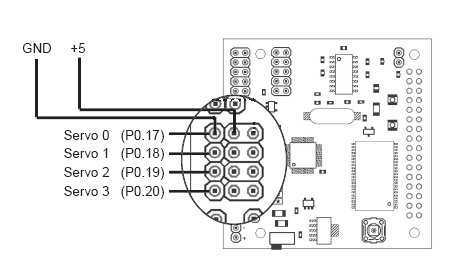 GND +5
Servo 0 (P0.17)
Servo 1 (P0.18)
Servo 2 (P0.19)
Servo 3 (P0.20)
-
+